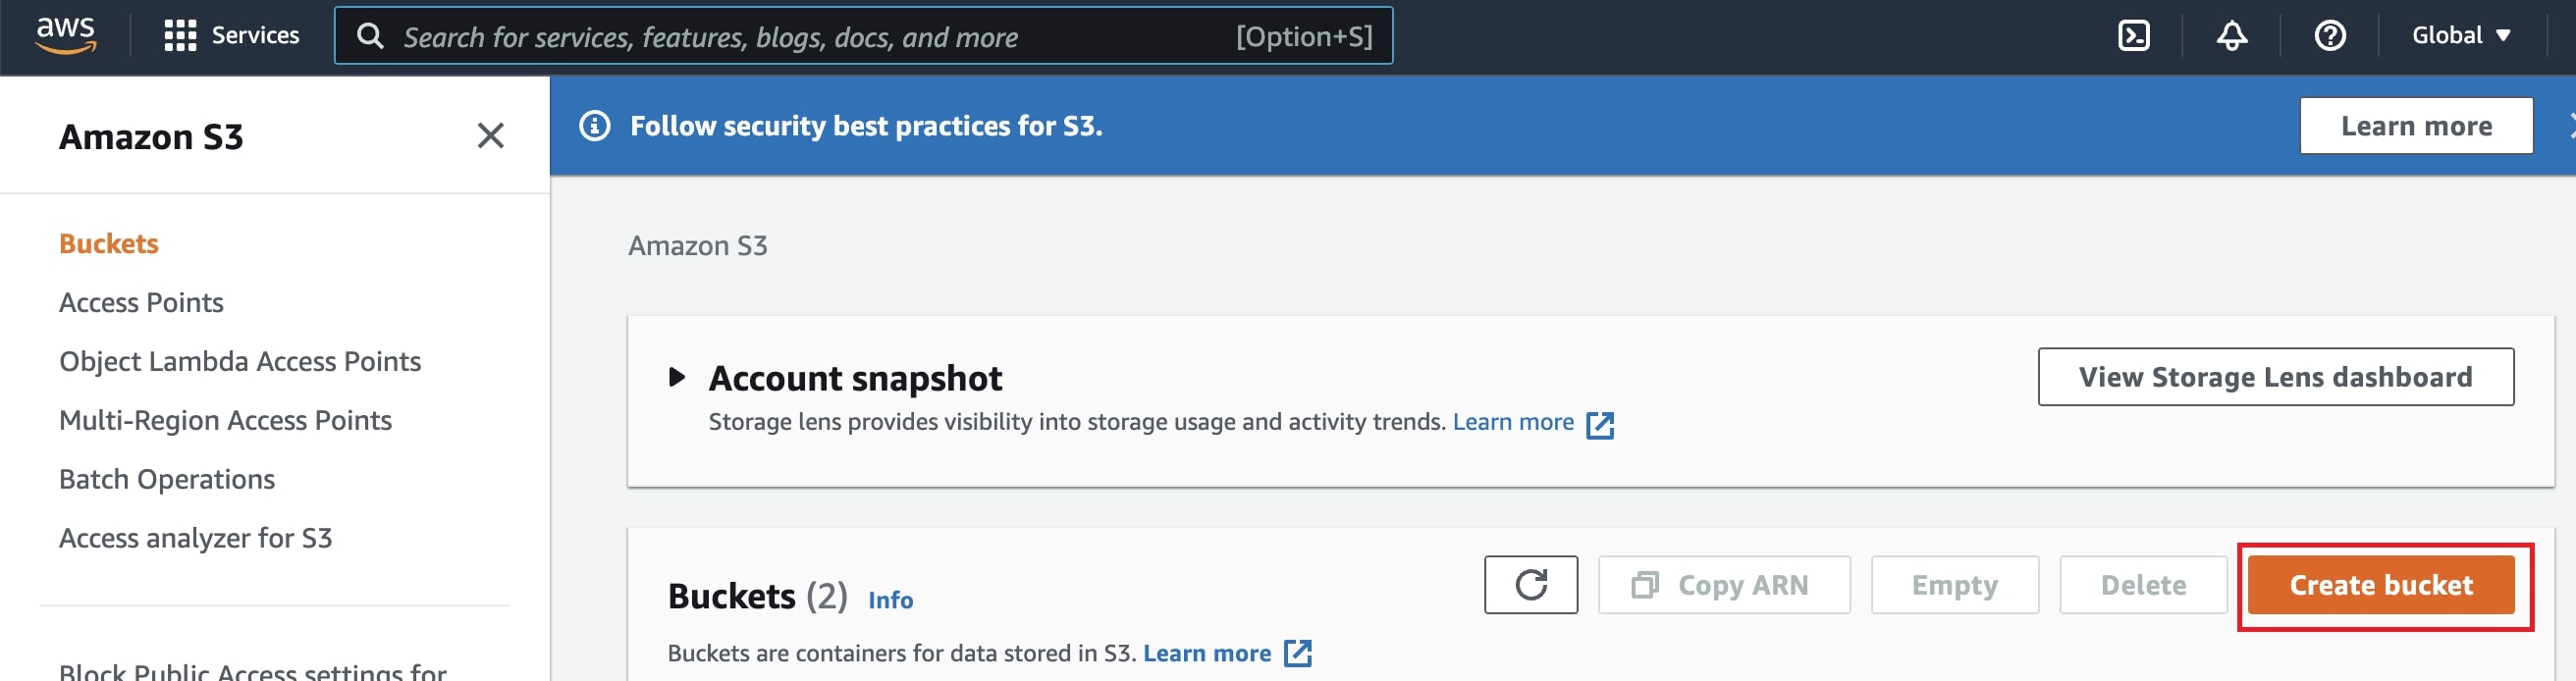 aws
Services
Search for services, features, blogs, docs, and more [Option+S]
Global
Amazon S3
Follow security best practices for S3.
Learn more
Buckets
Access Points
Object Lambda Access Points
Multi-Region Access Points
Batch Operations
Access analyzer for S3
Block Public Access settings for
Amazon S3
Account snapshot
View Storage Lens dashboard
Storage lens provides visibility into storage usage and activity trends. Learn more
Buckets (2) Info
Copy ARN
Empty
Delete
Create bucket
Buckets are containers for data stored in S3. Learn more